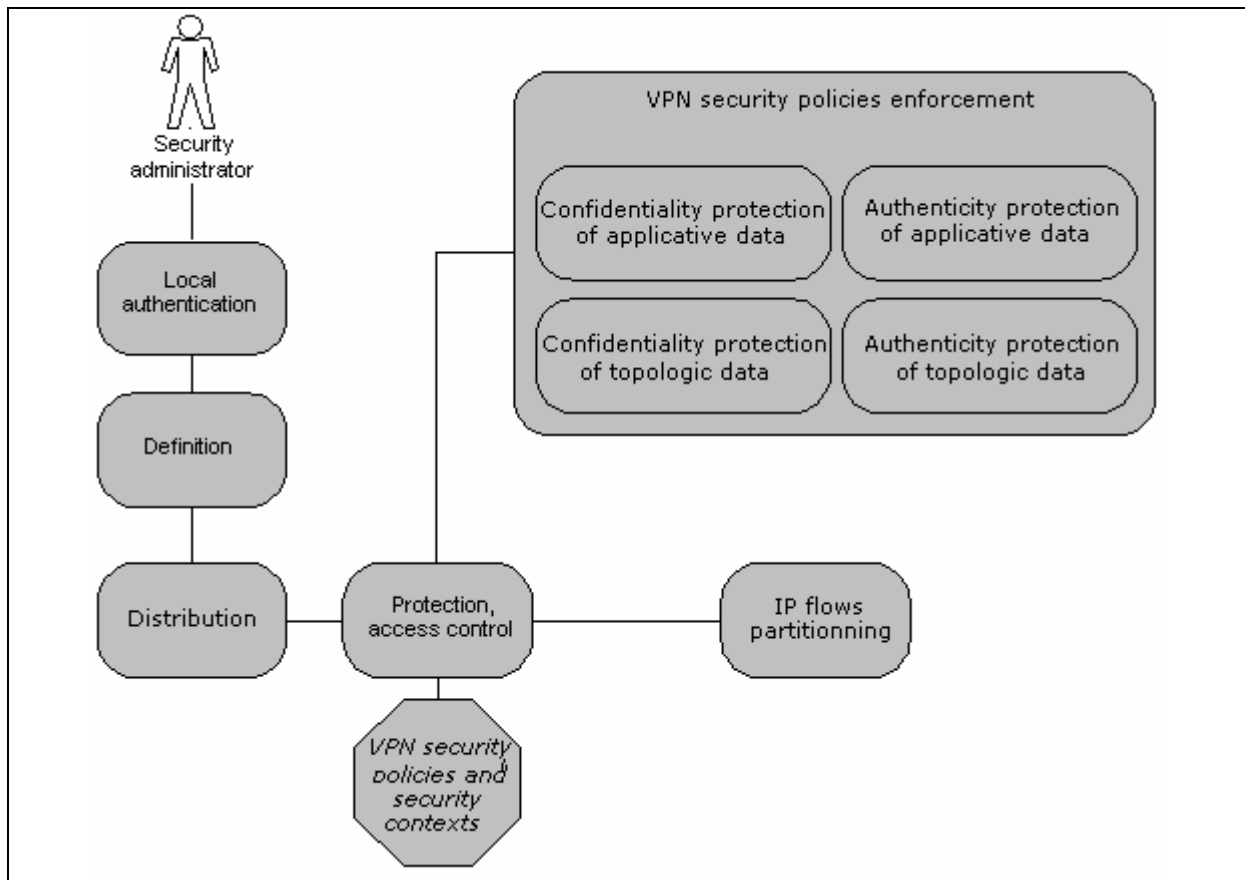 Security
administrator
VPN security policies enforcement
Confidentiality protection
of applicative data
Authenticity protection
of applicative data
Local
authentication
Confidentiality protection
of topologic data
Authenticity protection
of topologic data
Definition
Distribution
Protection,
access control
IP flows
partitionning
VPN security
policies and
security
contexts